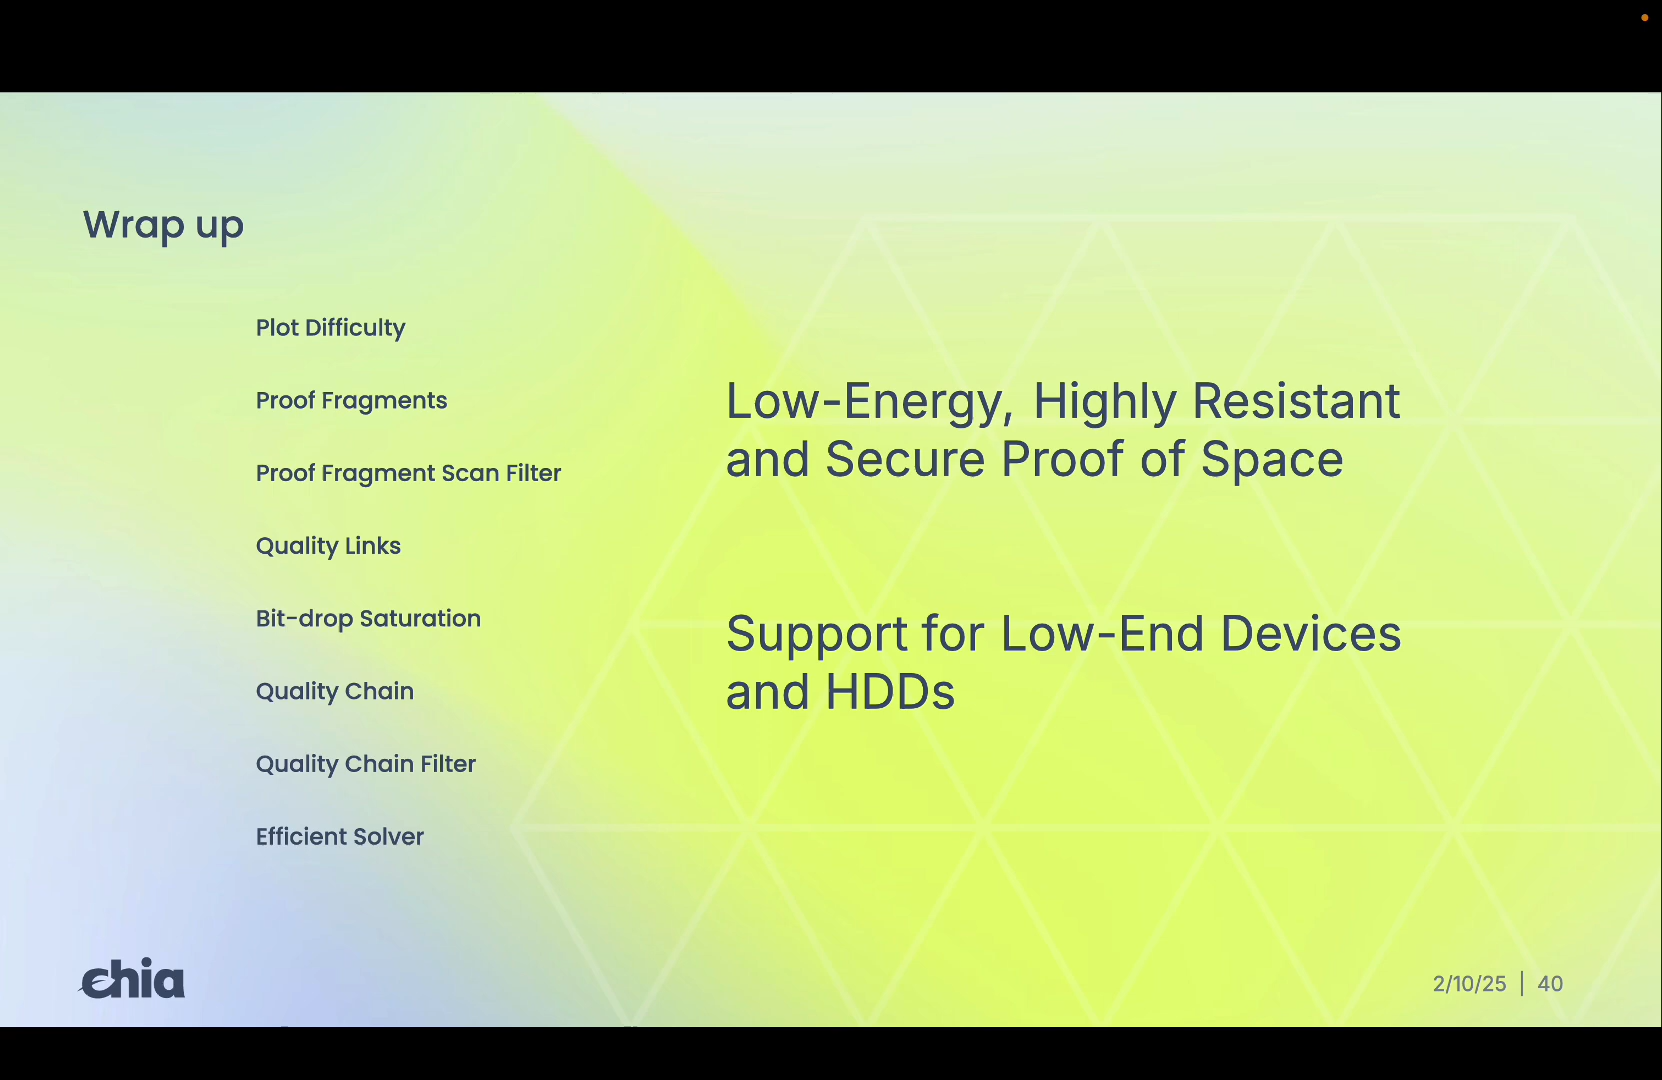 Wrap up
Plot Difficulty
Proof Fragments
Proof Fragment Scan Filter
Quality Links
Bit-drop Saturation
Quality Chain
Quality Chain Filter
Efficient Solver
Low-Energy, Highly Resistant
and Secure Proof of Space
Support for Low-End Devices
and HDDs
chia
2/10/25 | 40